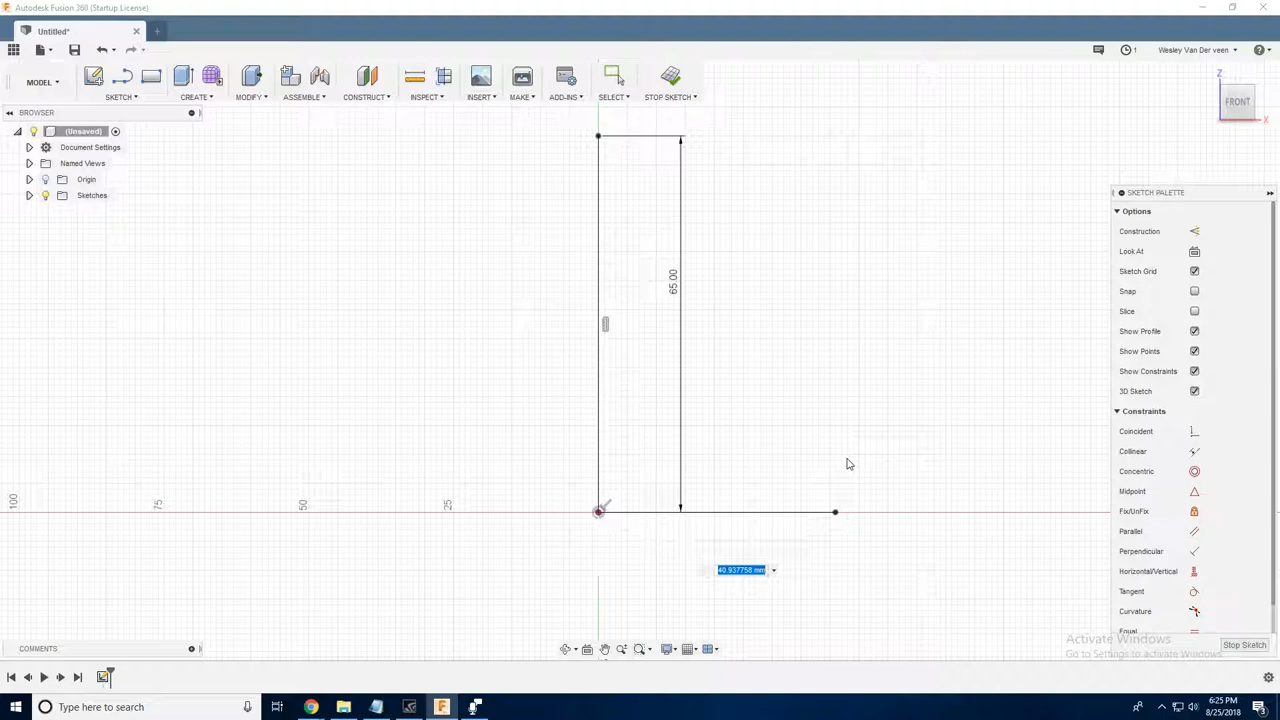 Autodesk Fusion 360 (Startup License)
Untitled*
MODEL
Wesley Van Der veen
1
SKETCH
CREATE
MODIFY
ASSEMBLE
CONSTRUCT
INSPECT
INSERT
MAKE
ADD-INS
SELECT
STOP SKETCH
BROWSER
(Unsaved)
Document Settings
Named Views
Origin
Sketches
Z
FRONT
X
65.00
100
75
50
25
40.937758 mm
SKETCH PALETTE
Options
Construction
Look At
Sketch Grid
Snap
Slice
Show Profile
Show Points
Show Constraints
3D Sketch
Constraints
Coincident
Collinear
Concentric
Midpoint
Fix/UnFix
Parallel
Perpendicular
Horizontal/Vertical
Tangent
Curvature
Equal
Activate Windows
Go to Settings to activate Windows.
Stop Sketch
COMMENTS
Type here to search
6:25 PM
8/25/2018
3